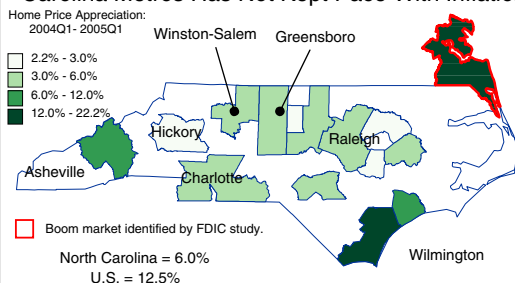 Home Price Appreciation:
2004Q1- 2005Q1
2.2% - 3.0%
3.0% - 6.0%
6.0% - 12.0%
12.0% - 22.2%
Winston-Salem
Greensboro
Hickory
Raleigh
Asheville
Charlotte
Boom market identified by FDIC study.
Wilmington
North Carolina = 6.0%
U.S. = 12.5%